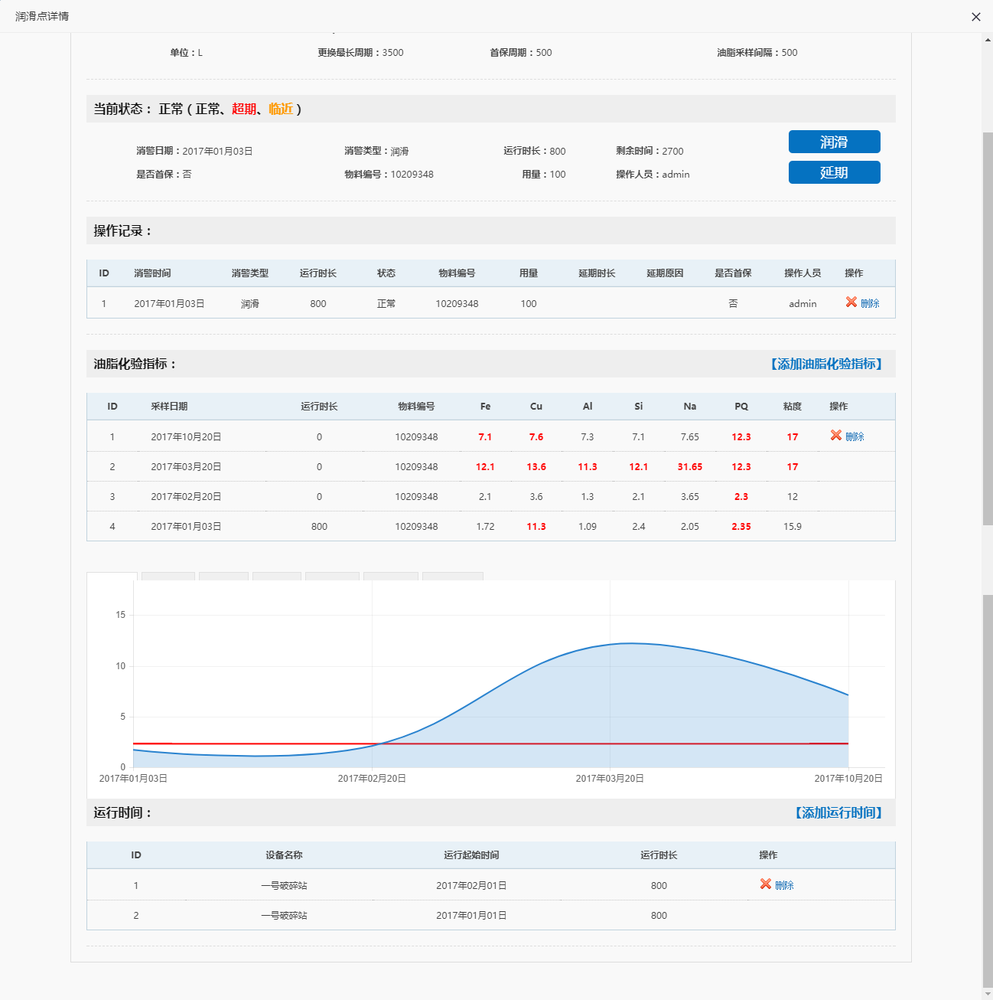 润滑点详情
单位：L 更换最长周期：3500 首保周期：500 油脂采样间隔：500
当前状态： 正常（正常、超期、临近）
消警日期：2017年01月03日 消警类型：润滑 运行时长：800 剩余时间：2700 润滑
是否首保：否 物料编号：10209348 用量：100 操作人员：admin 延期
操作记录：
ID 消警时间 消警类型 运行时长 状态 物料编号 用量 延期时长 延期原因 是否首保 操作人员 操作
1 2017年01月03日 润滑 800 正常 10209348 100 否 admin 删除
油脂化验指标： 【添加油脂化验指标】
ID 采样日期 运行时长 物料编号 Fe Cu Al Si Na PQ 粘度 操作
1 2017年10月20日 0 10209348 7.1 7.6 7.3 7.1 7.65 12.3 17 删除
2 2017年03月20日 0 10209348 12.1 13.6 11.3 12.1 31.65 12.3 17
3 2017年02月20日 0 10209348 2.1 3.6 1.3 2.1 3.65 2.3 12
4 2017年01月03日 800 10209348 1.72 11.3 1.09 2.4 2.05 2.35 15.9
15
10
5
0
2017年01月03日 2017年02月20日 2017年03月20日 2017年10月20日
运行时间： 【添加运行时间】
ID 设备名称 运行起始时间 运行时长 操作
1 一号破碎站 2017年02月01日 800 删除
2 一号破碎站 2017年01月01日 800